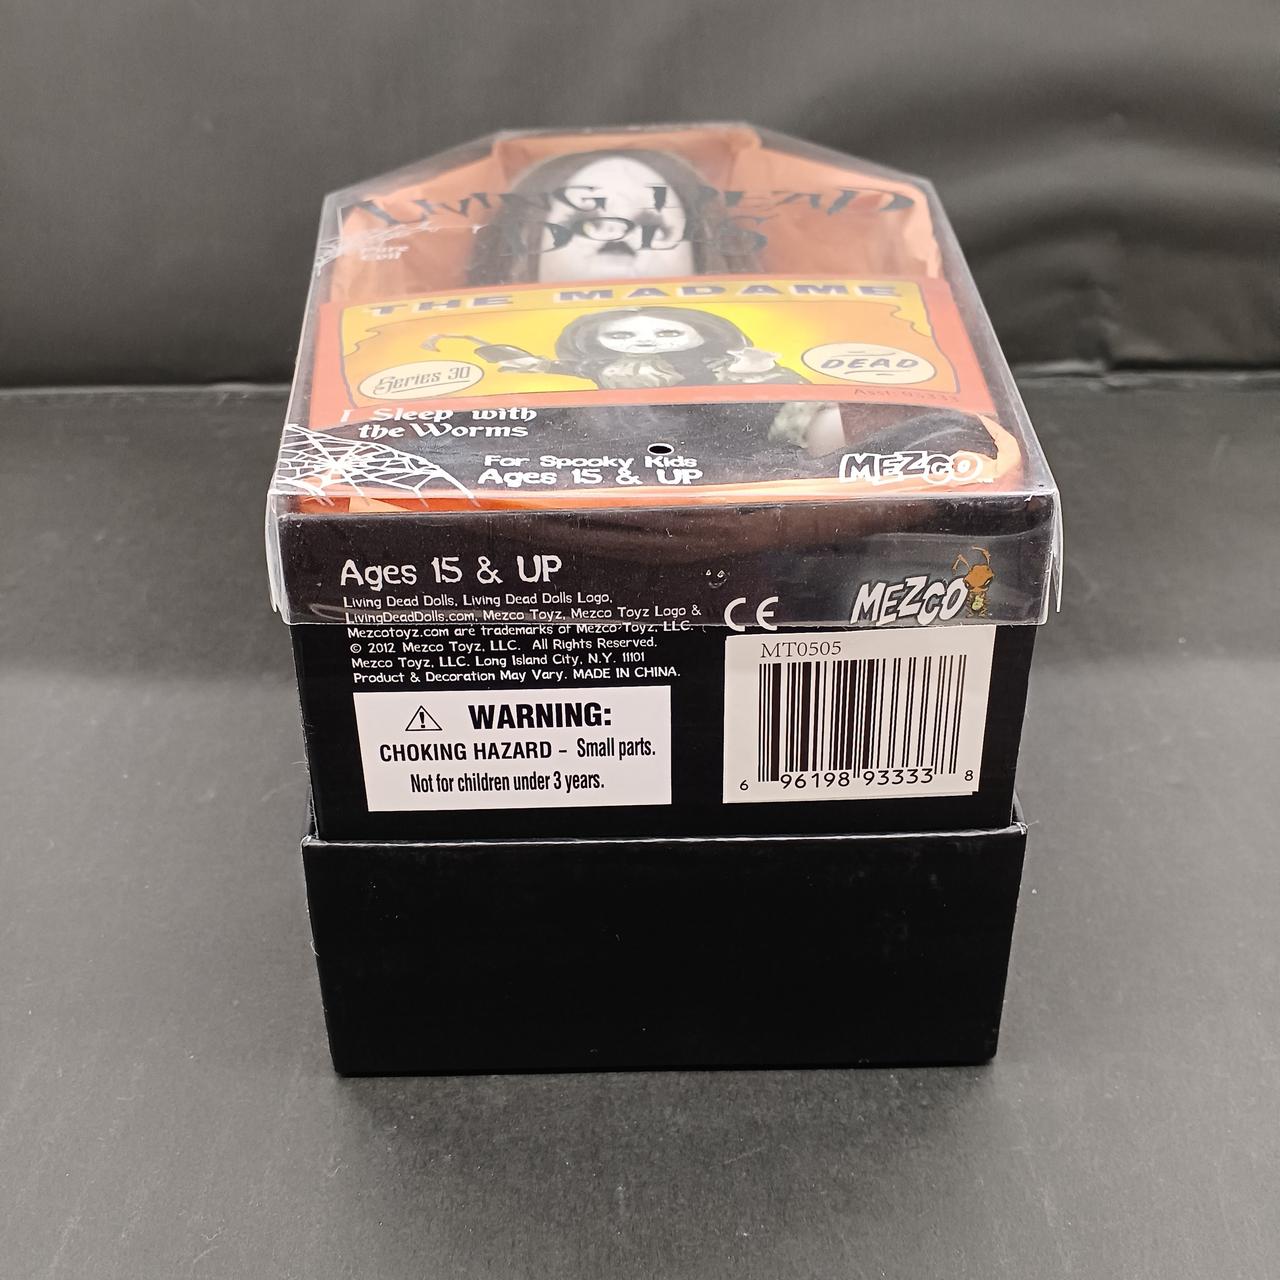 LIVING DEAD
DOLLS
Pure
Evil
THE MADAME
Series 30
DEAD
Asst. 93333
I Sleep with
the Worms
For Spooky Kids
Ages 15 & UP
MEZCO
Ages 15 & UP
Living Dead Dolls, Living Dead Dolls Logo,
LivingDeadDolls.com, Mezco Toyz, Mezco Toyz Logo &
Mezcotoyz.com are trademarks of Mezco Toyz, LLC.
© 2012 Mezco Toyz, LLC. All Rights Reserved.
Mezco Toyz, LLC. Long Island City, N.Y. 11101
Product & Decoration May Vary. MADE IN CHINA.
CE
MEZCO
WARNING:
CHOKING HAZARD – Small parts.
Not for children under 3 years.
MT0505
6 96198 93333 8